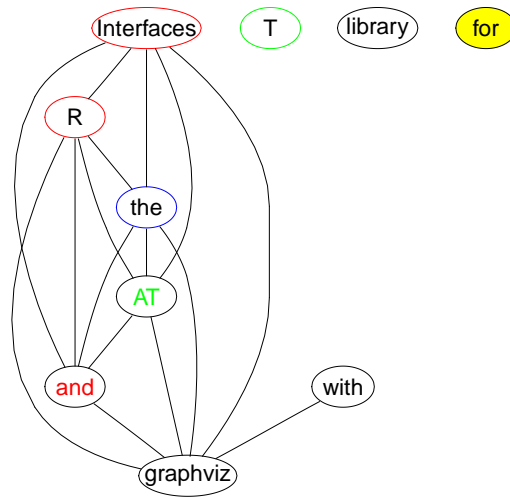 Interfaces
T
library
for
R
the
AT
and
with
graphviz